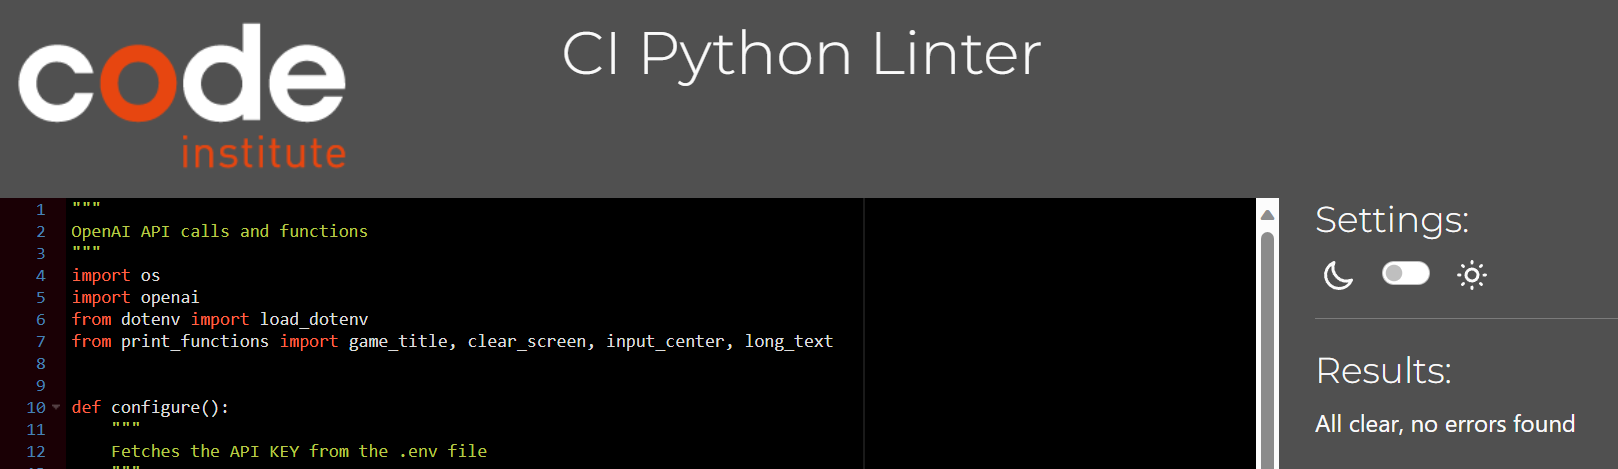 code
institute
CI Python Linter
1 """
2 OpenAI API calls and functions
3 """
4 import os
5 import openai
6 from dotenv import load_dotenv
7 from print_functions import game_title, clear_screen, input_center, long_text
8
9
10 def configure():
11     """
12     Fetches the API KEY from the .env file
"""
Settings:
Results:
All clear, no errors found